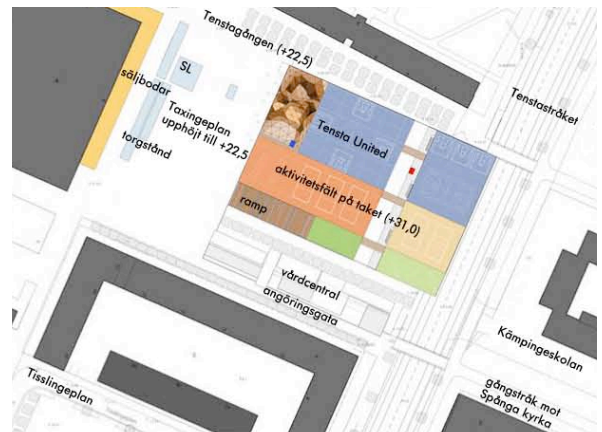 Tenstagången (+22,5)
SL
säljbodar
Taxingeplan
upphöjt till +22,5
torgstånd
Tenstastråket
Tensta United
aktivitetsfält på taket (+31,0)
ramp
vårdcentral
angöringsgata
Kämpingeskolan
Tisslingeplan
gångstråk mot
Spånga kyrka